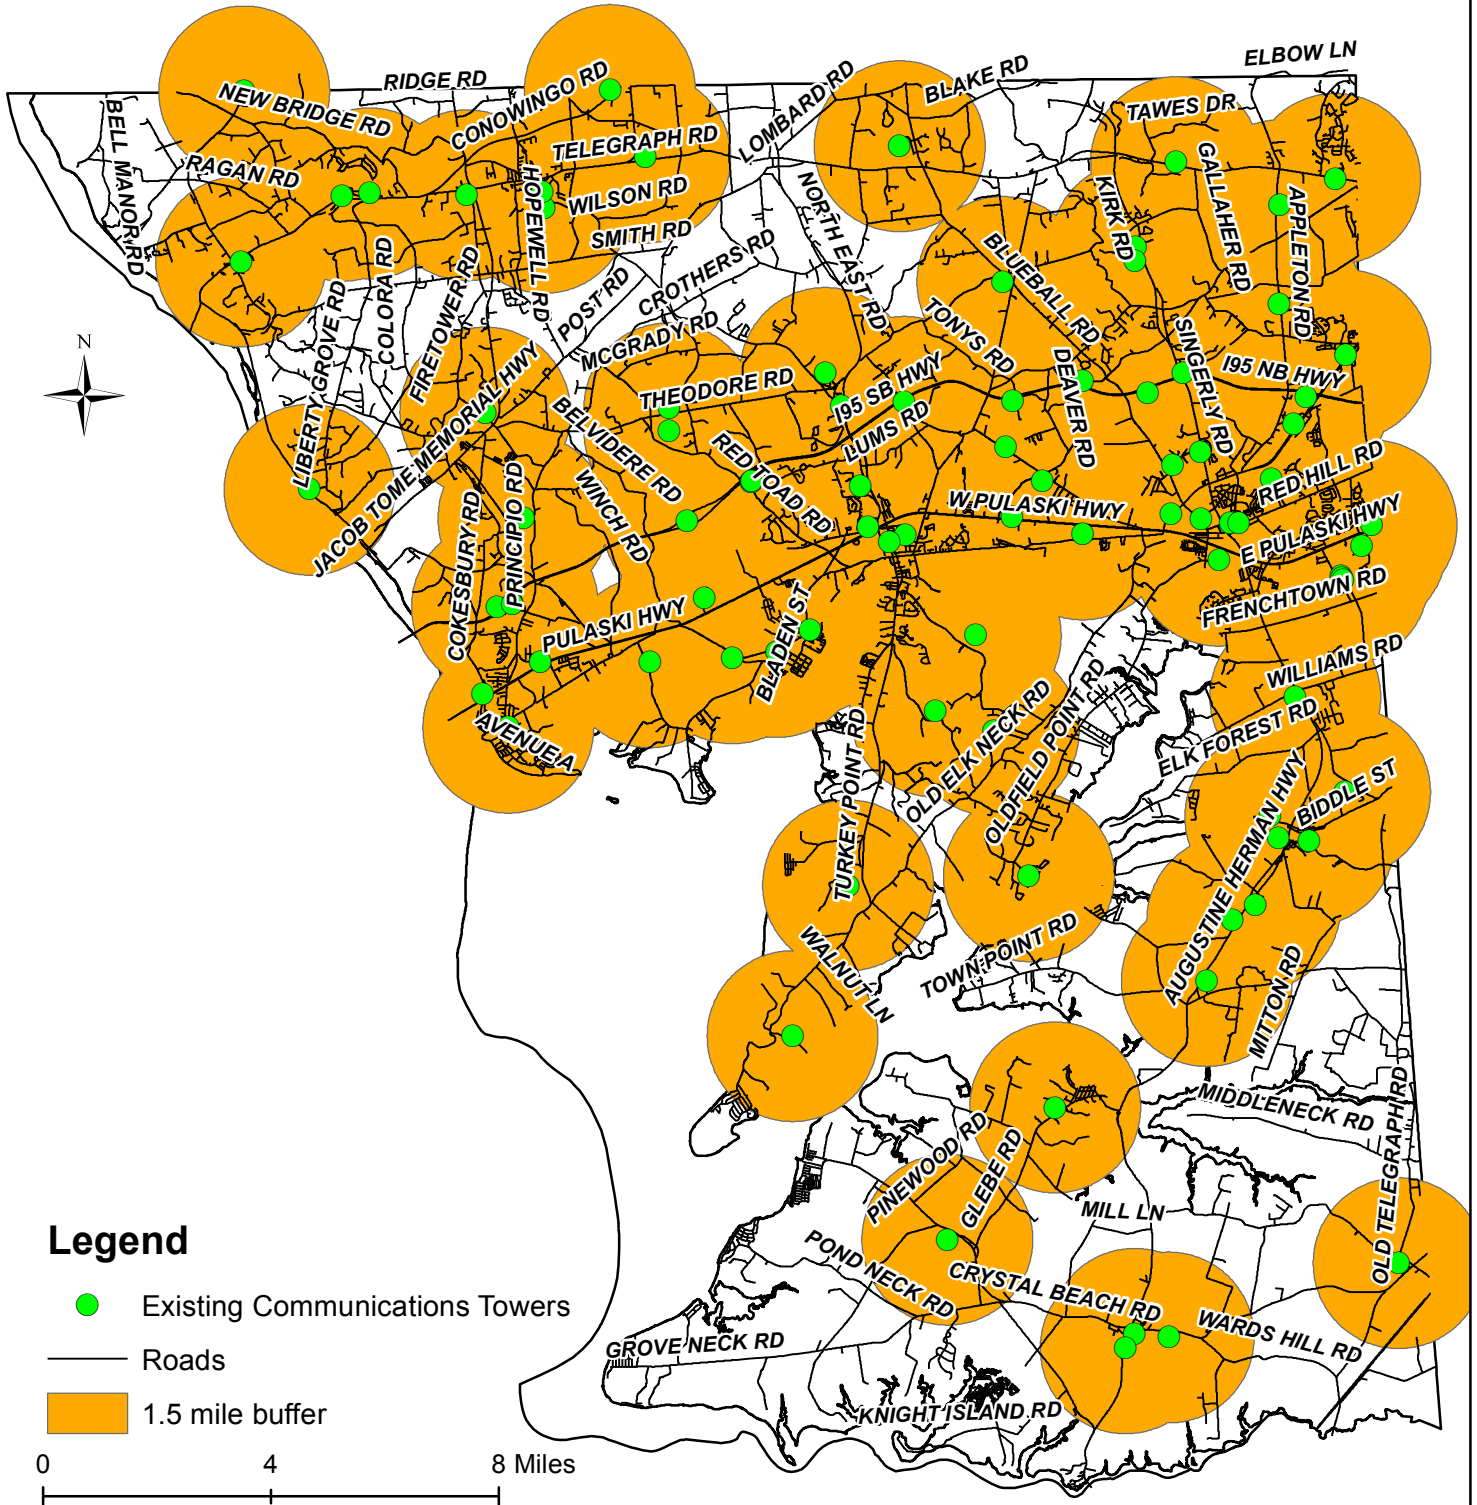 ELBOW LN
RIDGE RD
CONOWINGO RD
LOMBARD RD
BLAKE RD
TAWES DR
BELL MANOR RD
NEW BRIDGE RD
TELEGRAPH RD
RAGAN RD
HOPEWELL RD
WILSON RD
NORTH EAST RD
KIRK RD
GALLAHER RD
APPLETON RD
SMITH RD
CROTHERS RD
BLUEBALL RD
COLORA RD
FIRETOWER RD
POST RD
LIBERTY GROVE RD
MCGRADY RD
TONYS RD
SINGERLY RD
N
JACOB TOME MEMORIAL HWY
THEODORE RD
I95 SB HWY
DEAVER RD
I95 NB HWY
BELVIDERE RD
LUMS RD
RED TOAD RD
RED HILL RD
WINCH RD
W PULASKI HWY
E PULASKI HWY
COKESBURY RD
PRINCIPIO RD
FRENCHTOWN RD
PULASKI HWY
BLADEN ST
WILLIAMS RD
AVENUE A
TURKEY POINT RD
OLD ELK NECK RD
OLDFIELD POINT RD
ELK FOREST RD
AUGUSTINE HERMAN HWY
BIDDLE ST
WALNUT LN
TOWN POINT RD
MITTON RD
MIDDLENECK RD
OLD TELEGRAPH RD
PINEWOOD RD
GLEBE RD
MILL LN
POND NECK RD
CRYSTAL BEACH RD
WARDS HILL RD
GROVE NECK RD
KNIGHT ISLAND RD
Legend
Existing Communications Towers
Roads
1.5 mile buffer
0 4 8 Miles